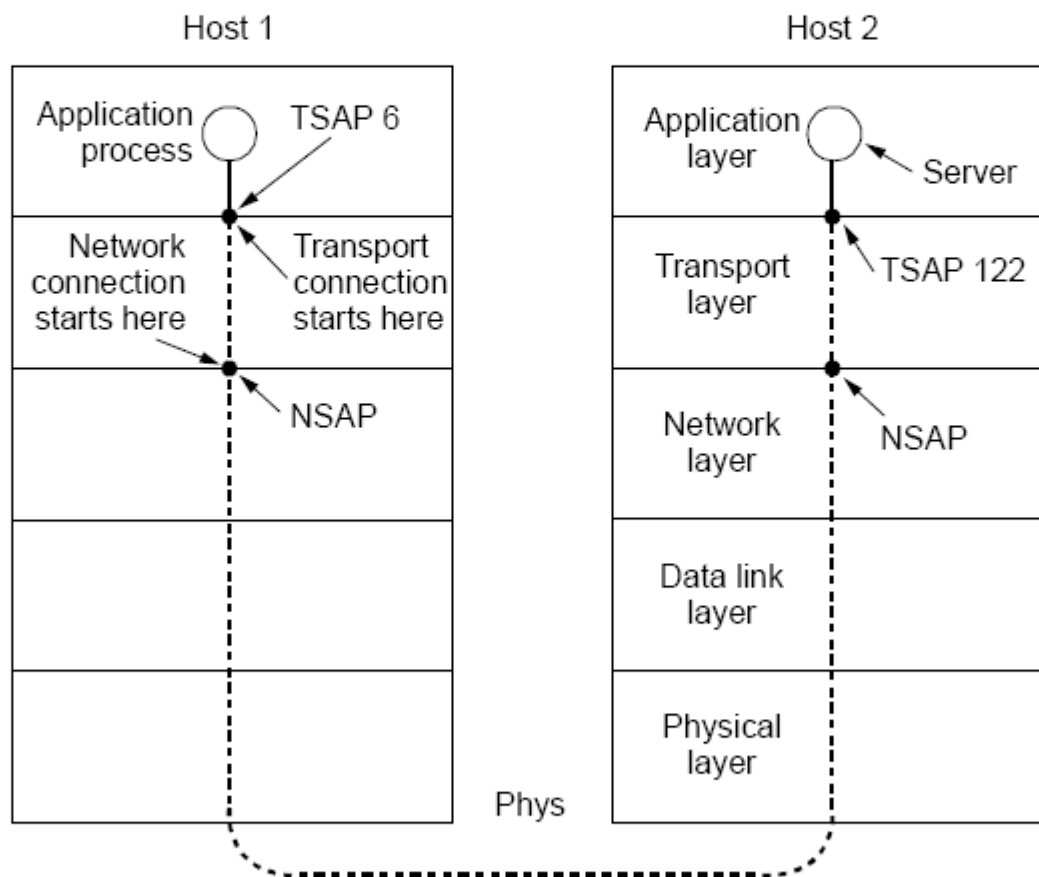 Host 1
Host 2
Application
process
TSAP 6
Application
layer
Server
Network
connection
starts here
Transport
connection
starts here
Transport
layer
TSAP 122
NSAP
Network
layer
NSAP
Data link
layer
Physical
layer
Phys